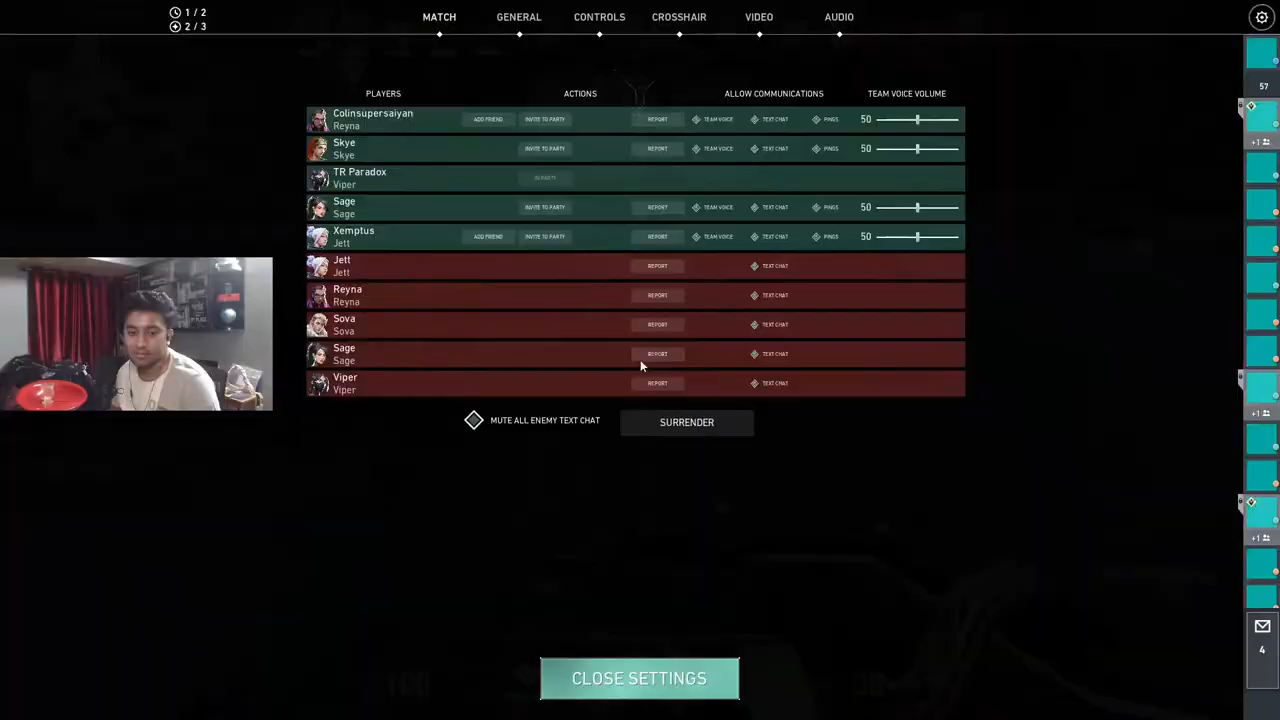 1 / 2
2 / 3
MATCH GENERAL CONTROLS CROSSHAIR VIDEO AUDIO
57
PLAYERS ACTIONS ALLOW COMMUNICATIONS TEAM VOICE VOLUME
Colinsupersaiyan
Reyna
ADD FRIEND INVITE TO PARTY REPORT TEAM VOICE TEXT CHAT PINGS 50
+1
Skye
Skye
INVITE TO PARTY REPORT TEAM VOICE TEXT CHAT PINGS 50
TR Paradox
Viper
IN PARTY
Sage
Sage
INVITE TO PARTY REPORT TEAM VOICE TEXT CHAT PINGS 50
Xemptus
Jett
ADD FRIEND INVITE TO PARTY REPORT TEAM VOICE TEXT CHAT PINGS 50
Jett
Jett
REPORT TEXT CHAT
Reyna
Reyna
REPORT TEXT CHAT
Sova
Sova
REPORT TEXT CHAT
Sage
Sage
REPORT TEXT CHAT
Viper
Viper
REPORT TEXT CHAT
+1
MUTE ALL ENEMY TEXT CHAT SURRENDER
+1
4
CLOSE SETTINGS